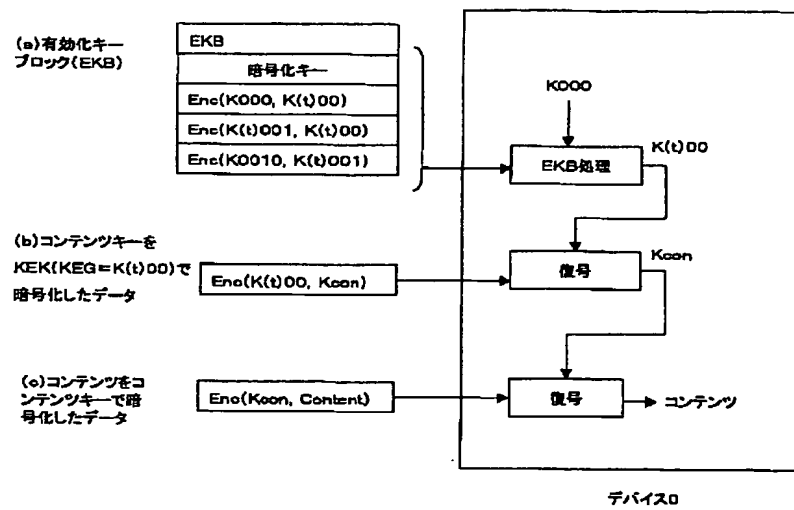 (a)有効化キー
ブロック(EKB)
EKB
暗号化キー
Enc(K000, K(t)00)
Enc(K(t)001, K(t)00)
Enc(K0010, K(t)001)
K000
EKB処理
K(t)00
(b)コンテンツキーを
KEK(KEG=K(t)00)で
暗号化したデータ
Enc(K(t)00, Kcon)
復号
Kcon
(c)コンテンツをコ
ンテンツキーで暗
号化したデータ
Enc(Kcon, Content)
復号
コンテンツ
デバイス0